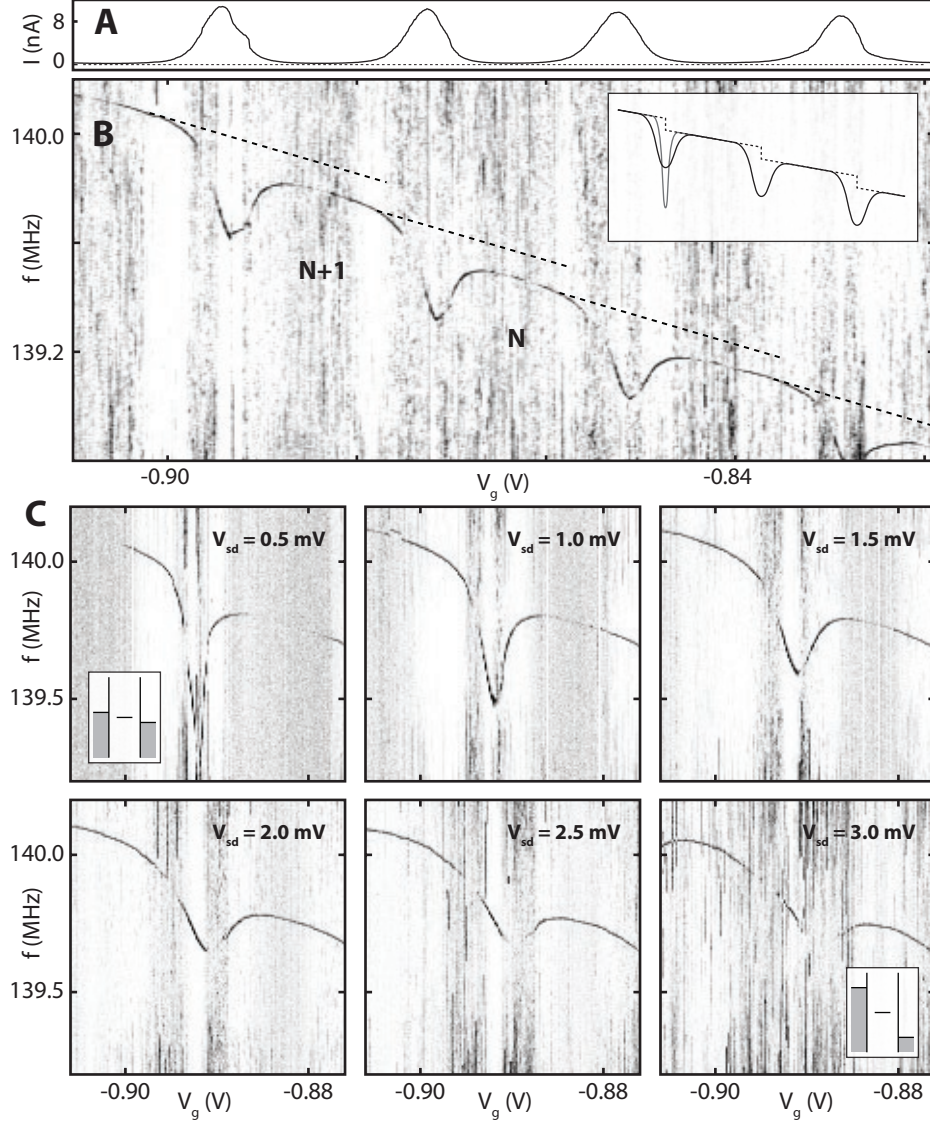 A
I (nA)
8
0
B
f (MHz)
140.0
139.2
N+1
N
-0.90
V_g (V)
-0.84
C
f (MHz)
140.0
139.5
V_sd = 0.5 mV
V_sd = 1.0 mV
V_sd = 1.5 mV
f (MHz)
140.0
139.5
V_sd = 2.0 mV
V_sd = 2.5 mV
V_sd = 3.0 mV
-0.90
V_g (V)
-0.88
-0.90
V_g (V)
-0.88
-0.90
V_g (V)
-0.88